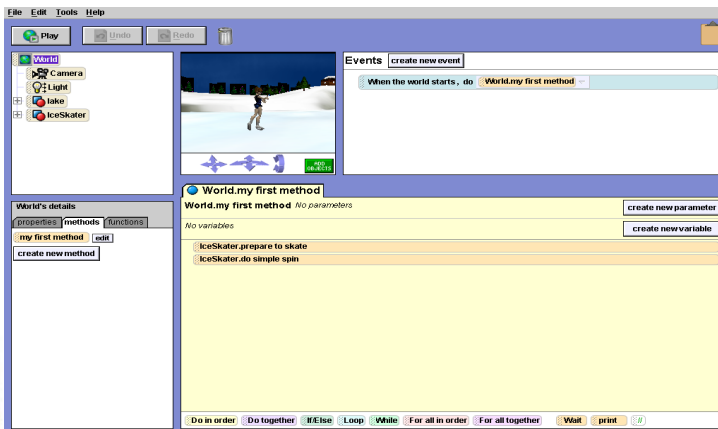 File Edit Tools Help
Play Undo Redo
World
Camera
Light
lake
IceSkater
ADD OBJECTS
Events create new event
When the world starts, do World.my first method
World's details
properties methods functions
my first method edit
create new method
World.my first method
World.my first method No parameters create new parameter
No variables create new variable
IceSkater.prepare to skate
IceSkater.do simple spin
Do in order Do together If/Else Loop While For all in order For all together Wait print //